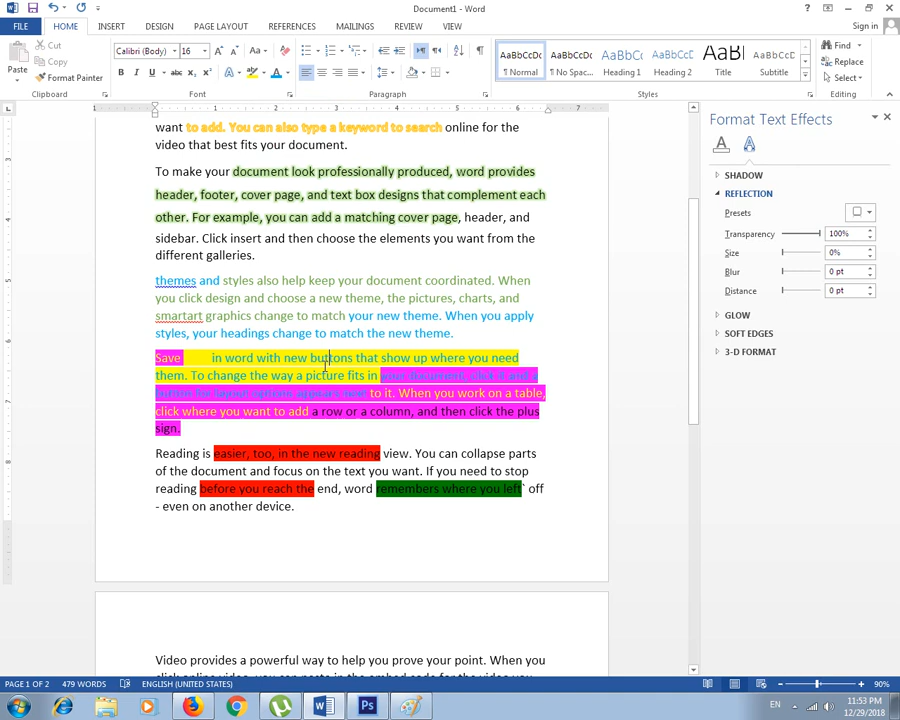 Document1 - Word
Sign in
FILE HOME INSERT DESIGN PAGE LAYOUT REFERENCES MAILINGS REVIEW VIEW
Cut
Copy
Format Painter
Paste
Clipboard
Calibri (Body) 16
Font
Paragraph
AaBbCcDc AaBbCcDc AaBbCc AaBbCcD AaBI AaBbCcD
¶ Normal ¶ No Spac... Heading 1 Heading 2 Title Subtitle
Styles
Find
Replace
Select
Editing
want to add. You can also type a keyword to search online for the
video that best fits your document.
To make your document look professionally produced, word provides
header, footer, cover page, and text box designs that complement each
other. For example, you can add a matching cover page, header, and
sidebar. Click insert and then choose the elements you want from the
different galleries.
themes and styles also help keep your document coordinated. When
you click design and choose a new theme, the pictures, charts, and
smartart graphics change to match your new theme. When you apply
styles, your headings change to match the new theme.
Save in word with new buttons that show up where you need
them. To change the way a picture fits in
to it. When you work on a table,
click where you want to add a row or a column, and then click the plus
sign.
Reading is easier, too, in the new reading view. You can collapse parts
of the document and focus on the text you want. If you need to stop
reading before you reach the end, word remembers where you left` off
- even on another device.
Video provides a powerful way to help you prove your point. When you
Format Text Effects
SHADOW
REFLECTION
Presets
Transparency 100%
Size 0%
Blur 0 pt
Distance 0 pt
GLOW
SOFT EDGES
3-D FORMAT
PAGE 1 OF 2 479 WORDS ENGLISH (UNITED STATES) 90%
EN 11:53 PM
12/29/2018